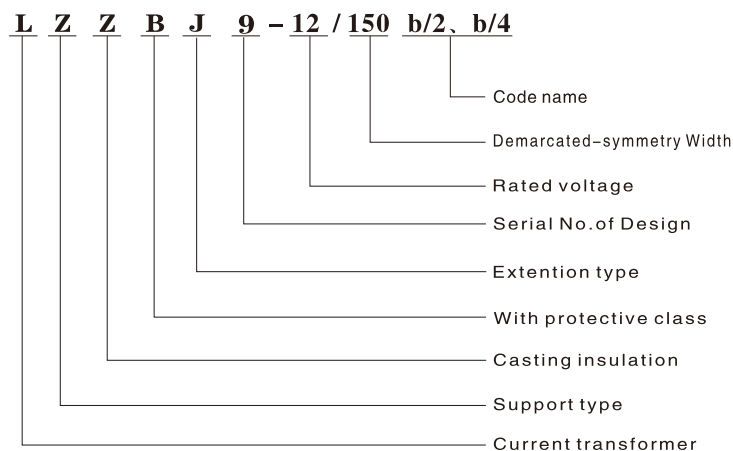 L Z Z B J 9 – 12 / 150 b/2、b/4
Code name
Demarcated-symmetry Width
Rated voltage
Serial No.of Design
Extention type
With protective class
Casting insulation
Support type
Current transformer